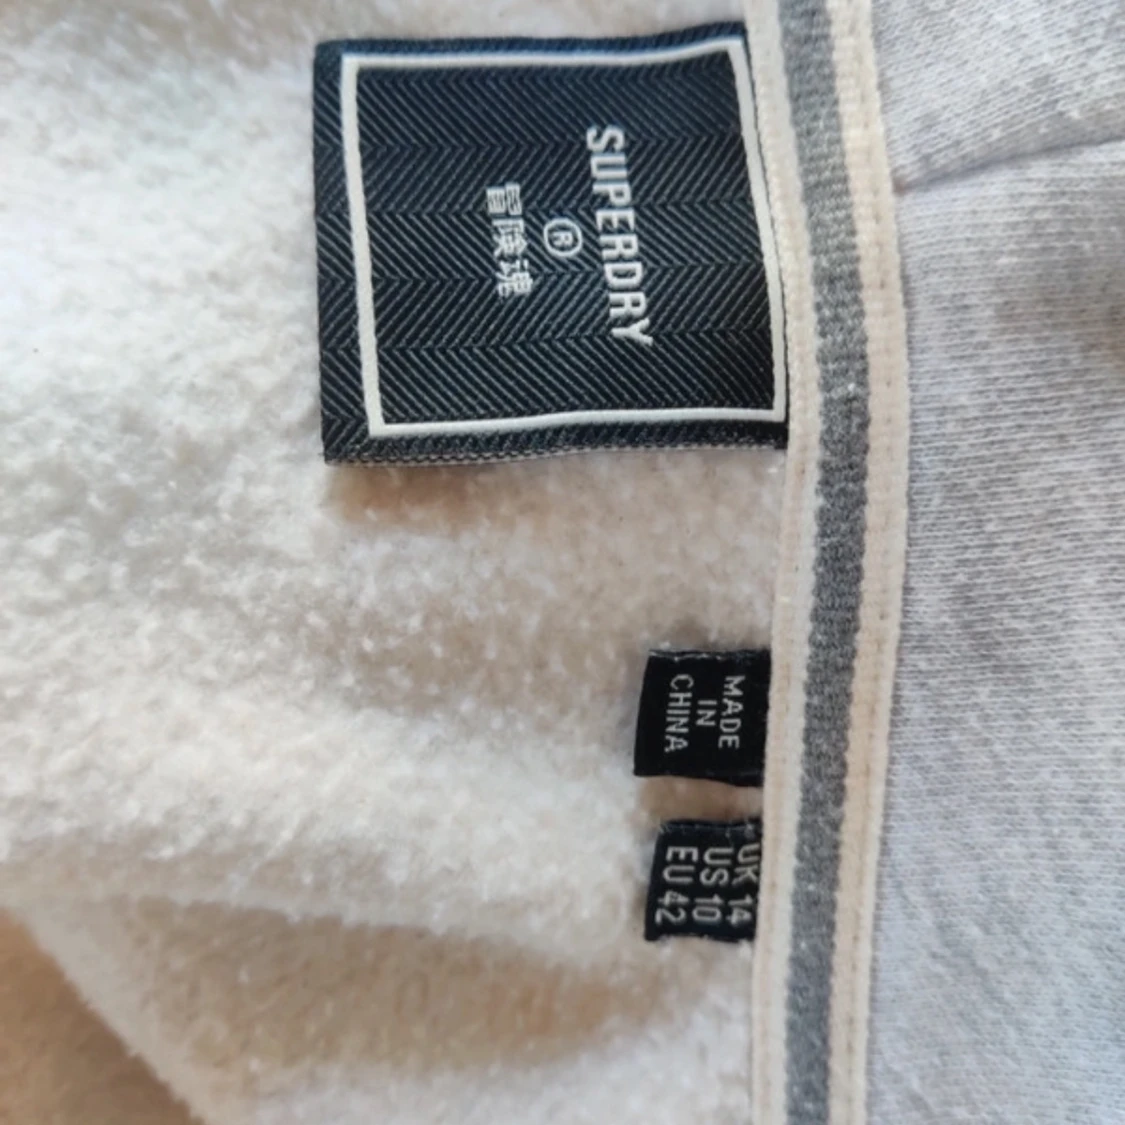 SUPERDRY
®
冒険魂
MADE
IN
CHINA
UK 14
US 10
EU 42